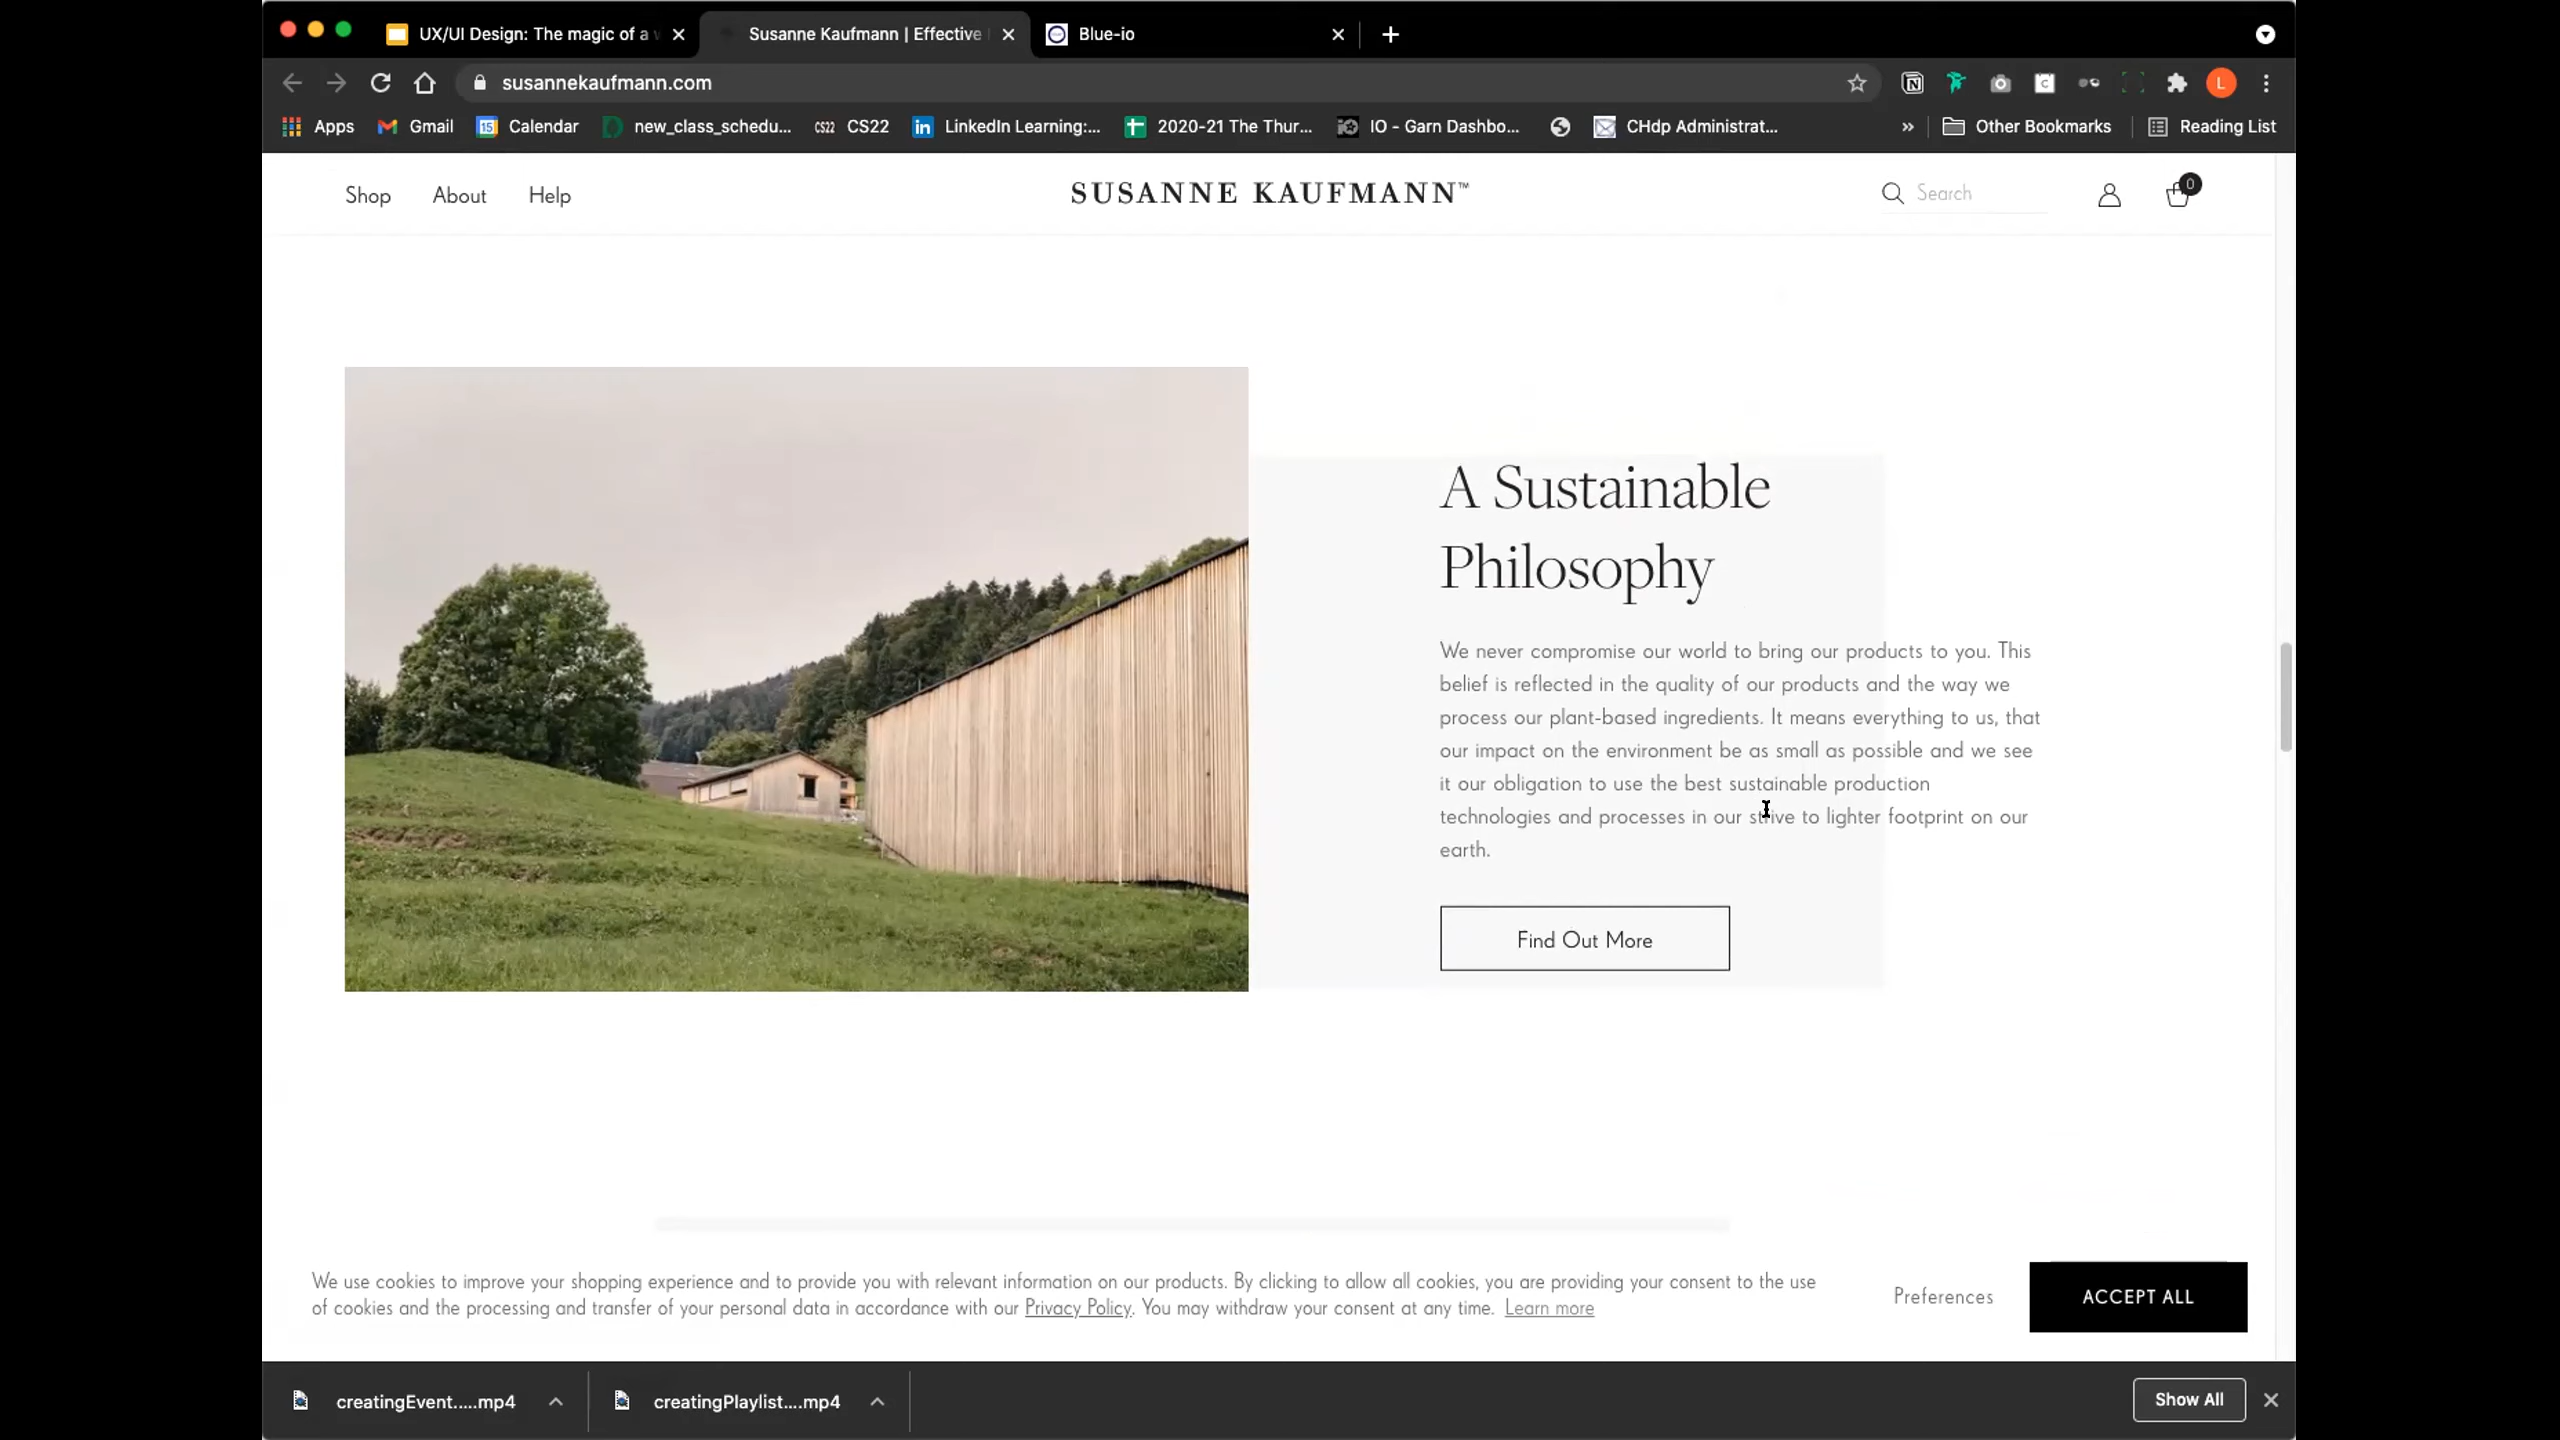 UX/UI Design: The magic of a
Susanne Kaufmann | Effective
Blue-io
susannekaufmann.com
L
Apps
Gmail
15
Calendar
new_class_schedu...
CS22
CS22
LinkedIn Learning:...
2020-21 The Thur...
IO - Garn Dashbo...
CHdp Administrat...
»
Other Bookmarks
Reading List
Shop
About
Help
SUSANNE KAUFMANN™
Search
0
A Sustainable
Philosophy
We never compromise our world to bring our products to you. This
belief is reflected in the quality of our products and the way we
process our plant-based ingredients. It means everything to us, that
our impact on the environment be as small as possible and we see
it our obligation to use the best sustainable production
technologies and processes in our strive to lighter footprint on our
earth.
Find Out More
We use cookies to improve your shopping experience and to provide you with relevant information on our products. By clicking to allow all cookies, you are providing your consent to the use
of cookies and the processing and transfer of your personal data in accordance with our Privacy Policy. You may withdraw your consent at any time. Learn more
Preferences
ACCEPT ALL
creatingEvent.....mp4
creatingPlaylist....mp4
Show All